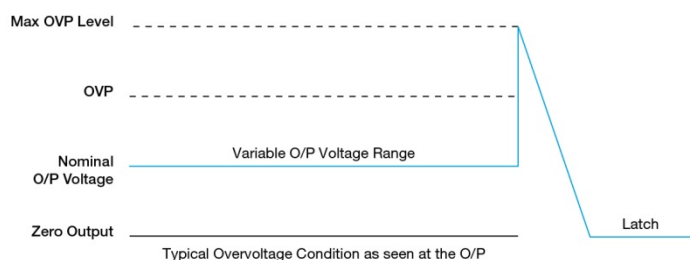 Max OVP Level
OVP
Nominal
O/P Voltage
Variable O/P Voltage Range
Zero Output
Latch
Typical Overvoltage Condition as seen at the O/P